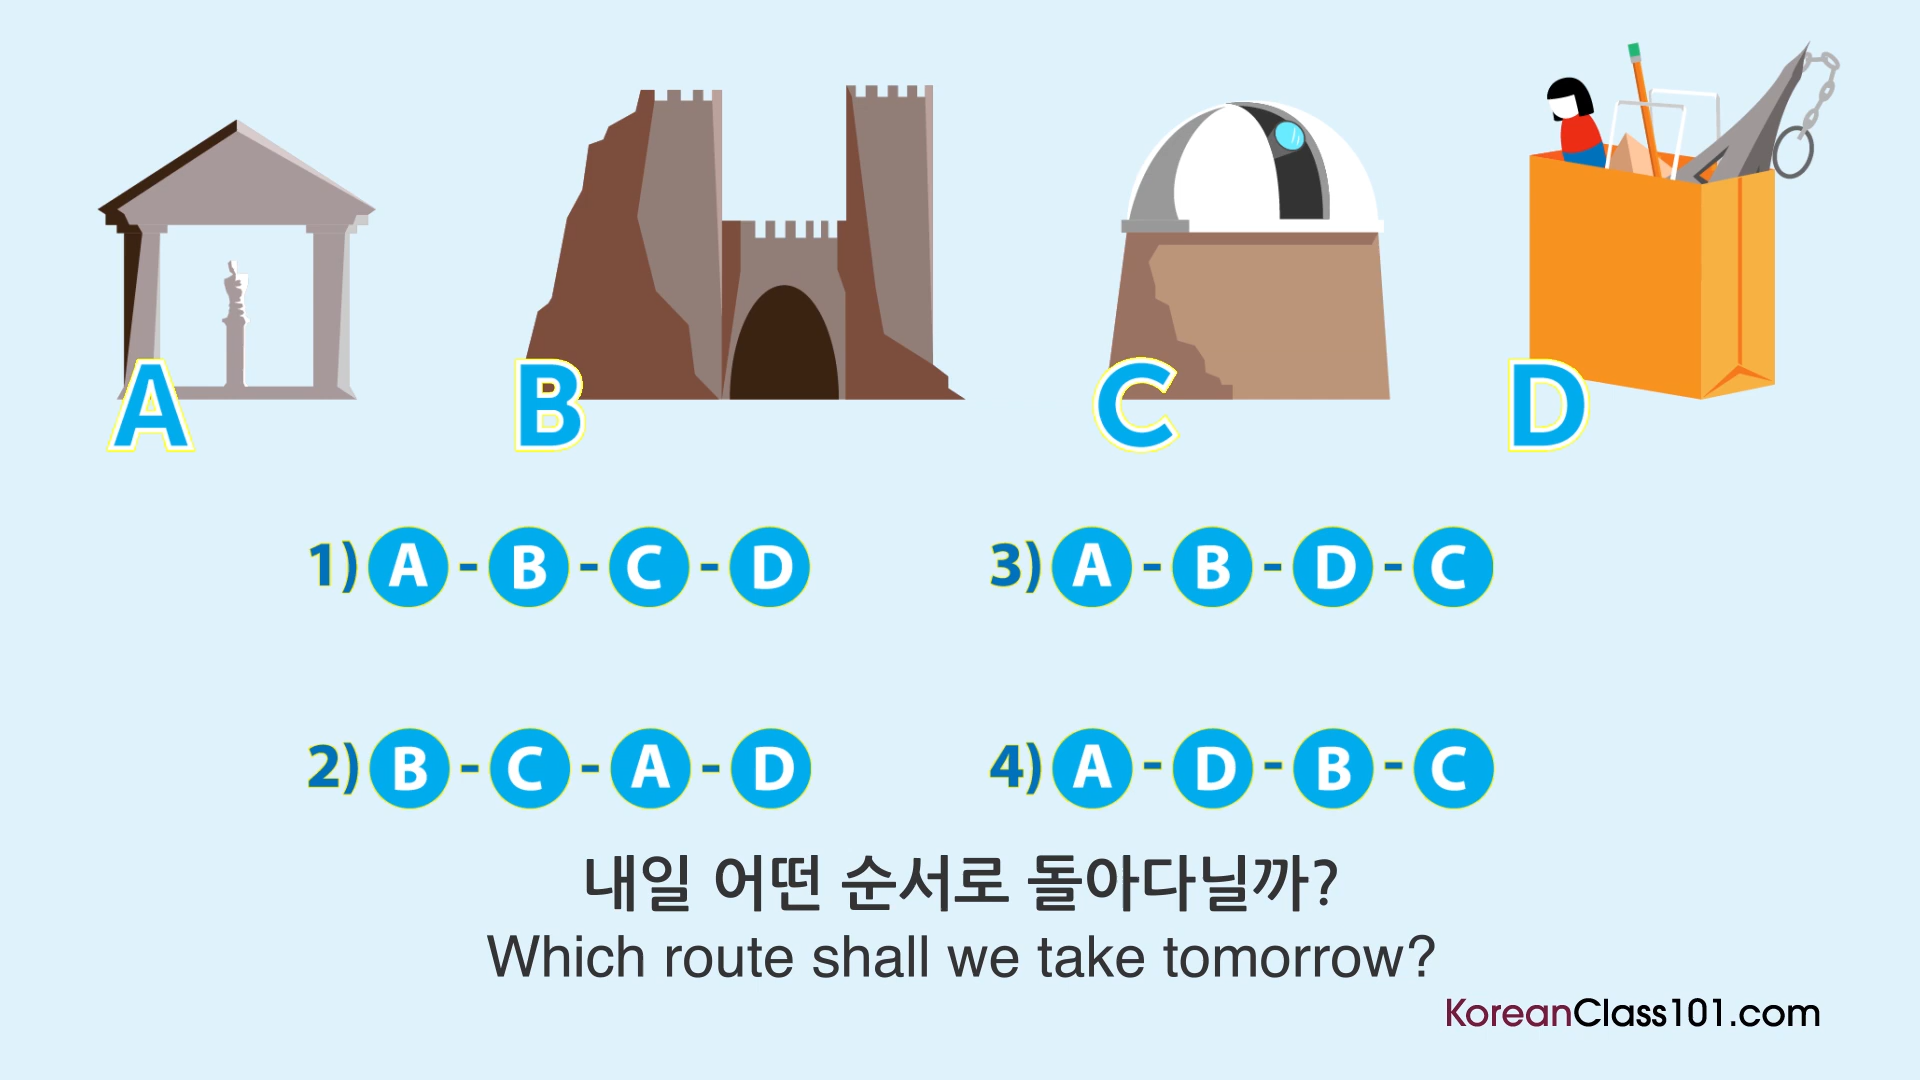 A B C D
1) A - B - C - D
3) A - B - D - C
2) B - C - A - D
4) A - D - B - C
내일 어떤 순서로 돌아다닐까?
Which route shall we take tomorrow?
KoreanClass101.com